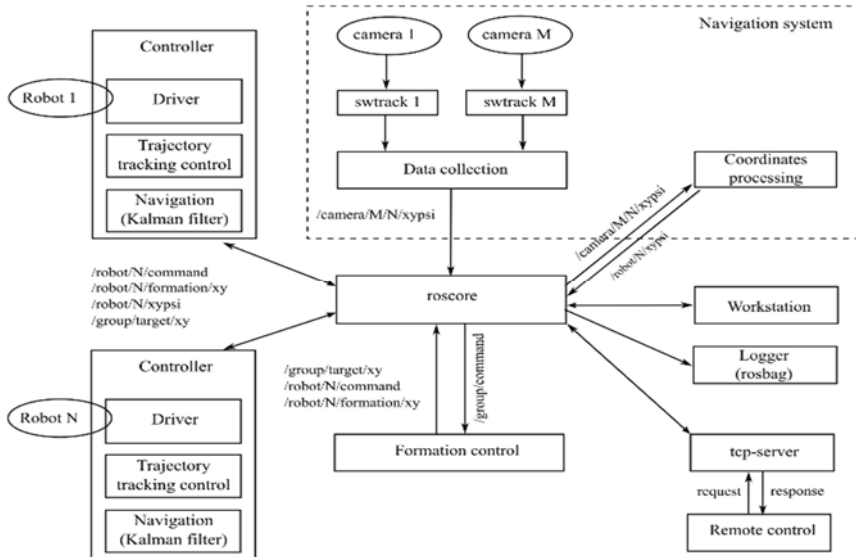 Controller
Robot 1
Driver
Trajectory
tracking control
Navigation
(Kalman filter)
camera 1
camera M
Navigation system
swtrack 1
swtrack M
Data collection
Coordinates
processing
/camera/M/N/xypsi
/camera/M/N/xypsi
/robot/N/xypsi
/robot/N/command
/robot/N/formation/xy
/robot/N/xypsi
/group/target/xy
roscore
Workstation
Logger
(rosbag)
Controller
Robot N
Driver
Trajectory
tracking control
Navigation
(Kalman filter)
/group/target/xy
/robot/N/command
/robot/N/formation/xy
/group/command
Formation control
tcp-server
request
response
Remote control